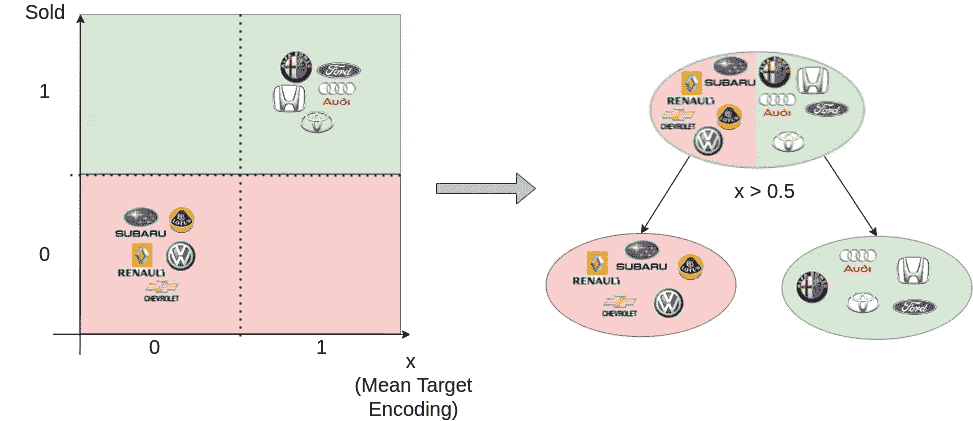 Sold
1
Ford
Audi
0
SUBARU
LOTUS
RENAULT
CHEVROLET
0
1
x
(Mean Target
Encoding)
SUBARU
RENAULT
Audi
Ford
CHEVROLET
x > 0.5
SUBARU
RENAULT
CHEVROLET
Audi
Ford